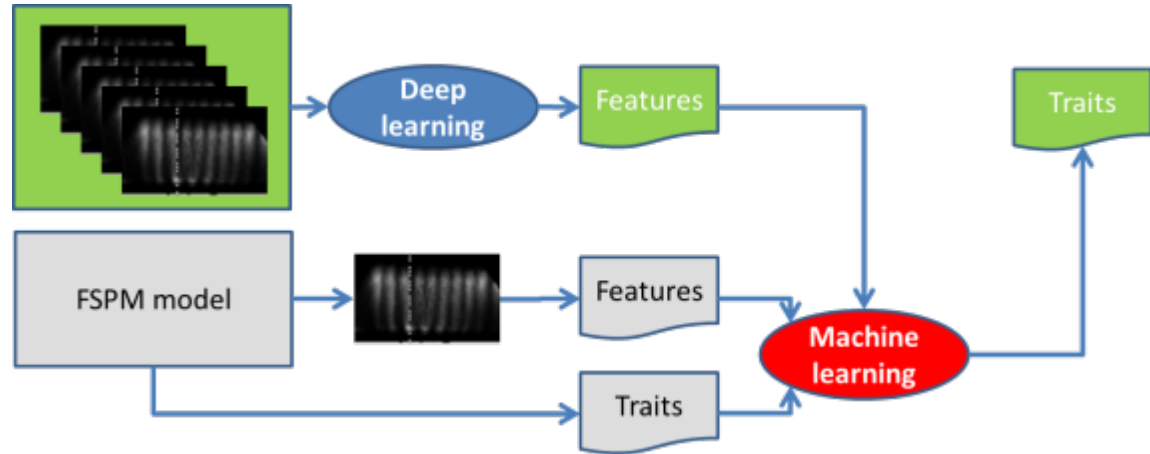 Deep
learning
Features
Traits
FSPM model
Features
Machine
learning
Traits